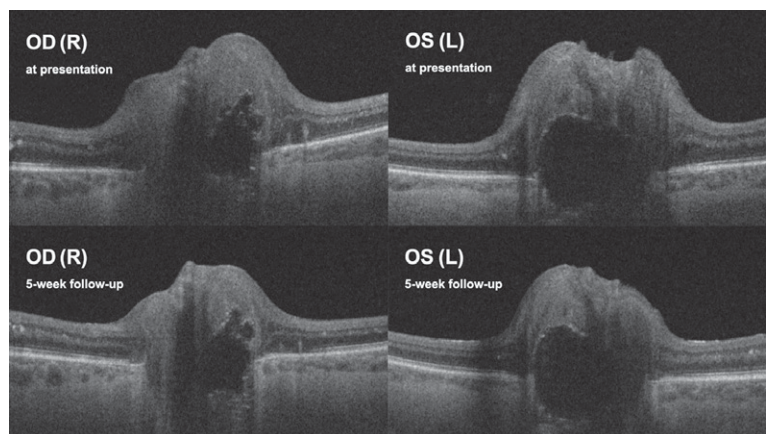 OD (R)
at presentation
OS (L)
at presentation
OD (R)
5-week follow-up
OS (L)
5-week follow-up